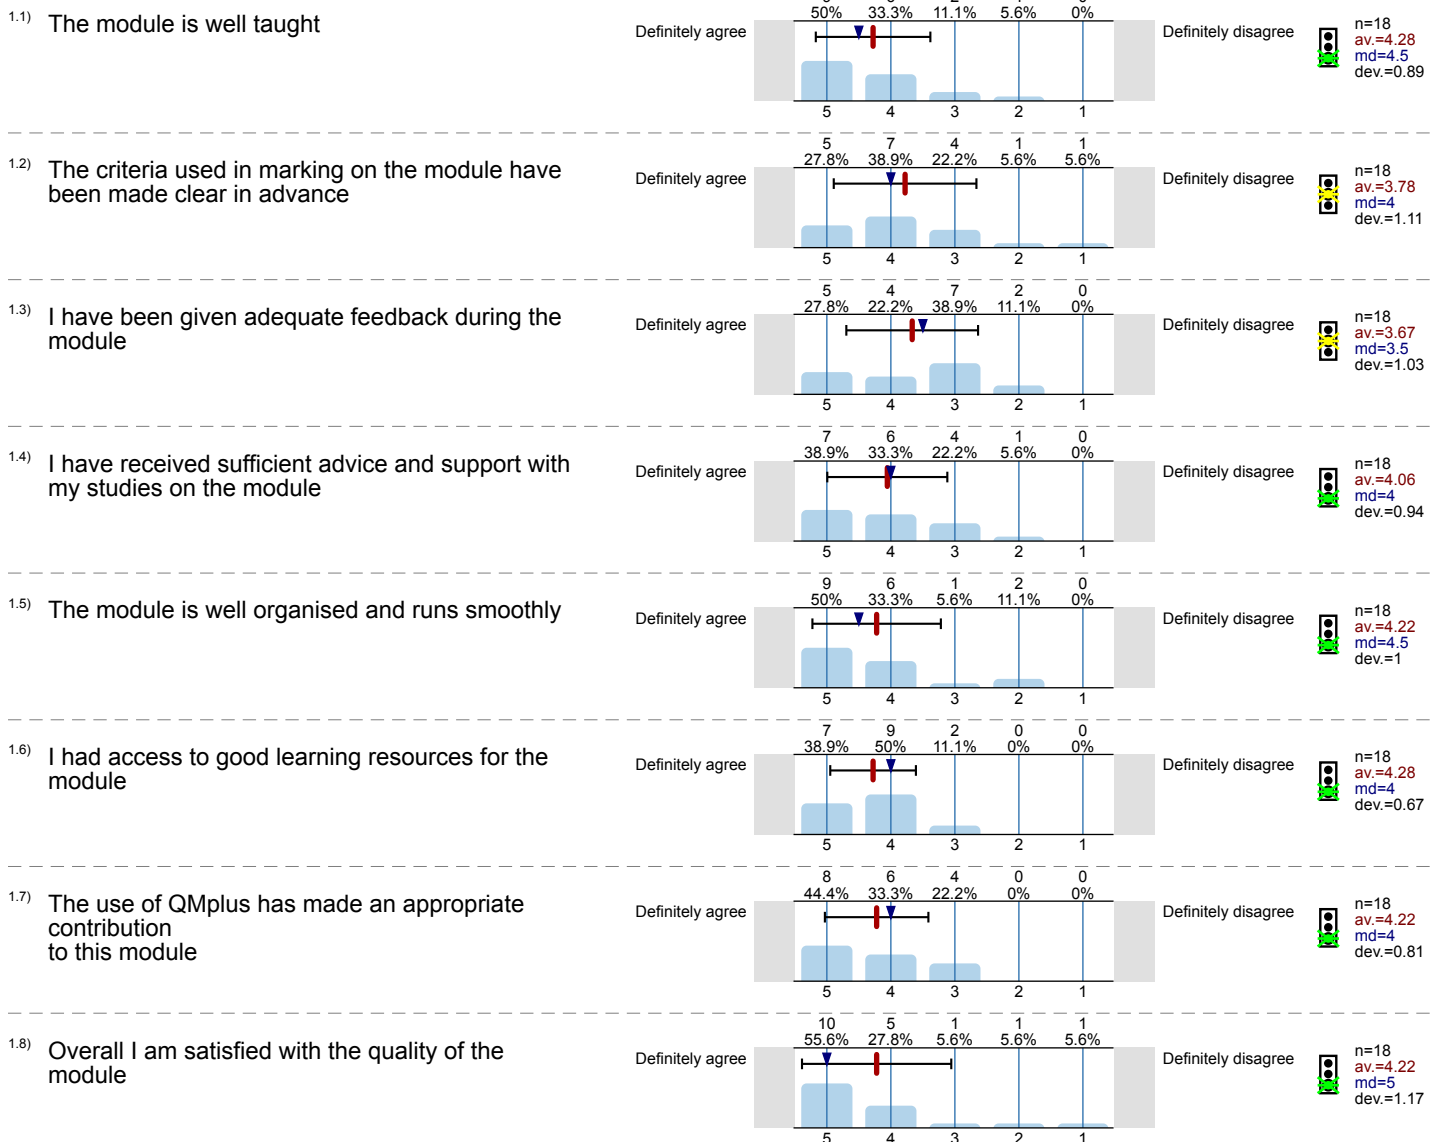 50% 33.3% 11.1% 5.6% 0%
1.1) The module is well taught
Definitely agree Definitely disagree
n=18
av.=4.28
md=4.5
dev.=0.89
5 4 3 2 1
5 7 4 1 1
27.8% 38.9% 22.2% 5.6% 5.6%
1.2) The criteria used in marking on the module have
been made clear in advance
Definitely agree Definitely disagree
n=18
av.=3.78
md=4
dev.=1.11
5 4 3 2 1
5 4 7 2 0
27.8% 22.2% 38.9% 11.1% 0%
1.3) I have been given adequate feedback during the
module
Definitely agree Definitely disagree
n=18
av.=3.67
md=3.5
dev.=1.03
5 4 3 2 1
7 6 4 1 0
38.9% 33.3% 22.2% 5.6% 0%
1.4) I have received sufficient advice and support with
my studies on the module
Definitely agree Definitely disagree
n=18
av.=4.06
md=4
dev.=0.94
5 4 3 2 1
9 6 1 2 0
50% 33.3% 5.6% 11.1% 0%
1.5) The module is well organised and runs smoothly
Definitely agree Definitely disagree
n=18
av.=4.22
md=4.5
dev.=1
5 4 3 2 1
7 9 2 0 0
38.9% 50% 11.1% 0% 0%
1.6) I had access to good learning resources for the
module
Definitely agree Definitely disagree
n=18
av.=4.28
md=4
dev.=0.67
5 4 3 2 1
8 6 4 0 0
44.4% 33.3% 22.2% 0% 0%
1.7) The use of QMplus has made an appropriate
contribution
to this module
Definitely agree Definitely disagree
n=18
av.=4.22
md=4
dev.=0.81
5 4 3 2 1
10 5 1 1 1
55.6% 27.8% 5.6% 5.6% 5.6%
1.8) Overall I am satisfied with the quality of the
module
Definitely agree Definitely disagree
n=18
av.=4.22
md=5
dev.=1.17
5 4 3 2 1